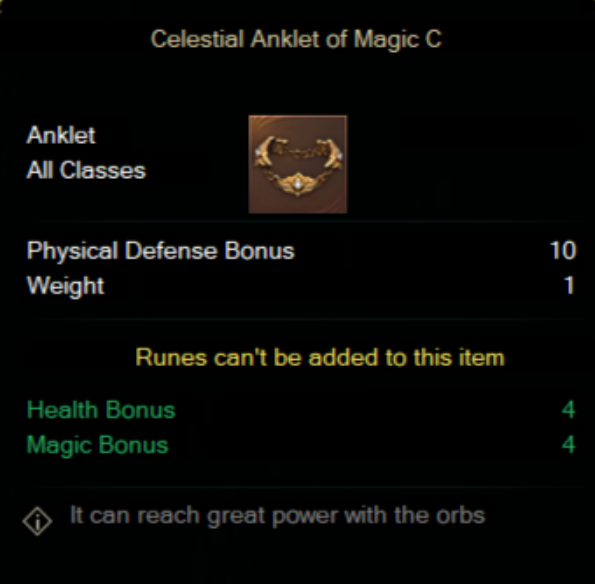 Celestial Anklet of Magic C
Anklet
All Classes
Physical Defense Bonus 10
Weight 1
Runes can't be added to this item
Health Bonus 4
Magic Bonus 4
It can reach great power with the orbs